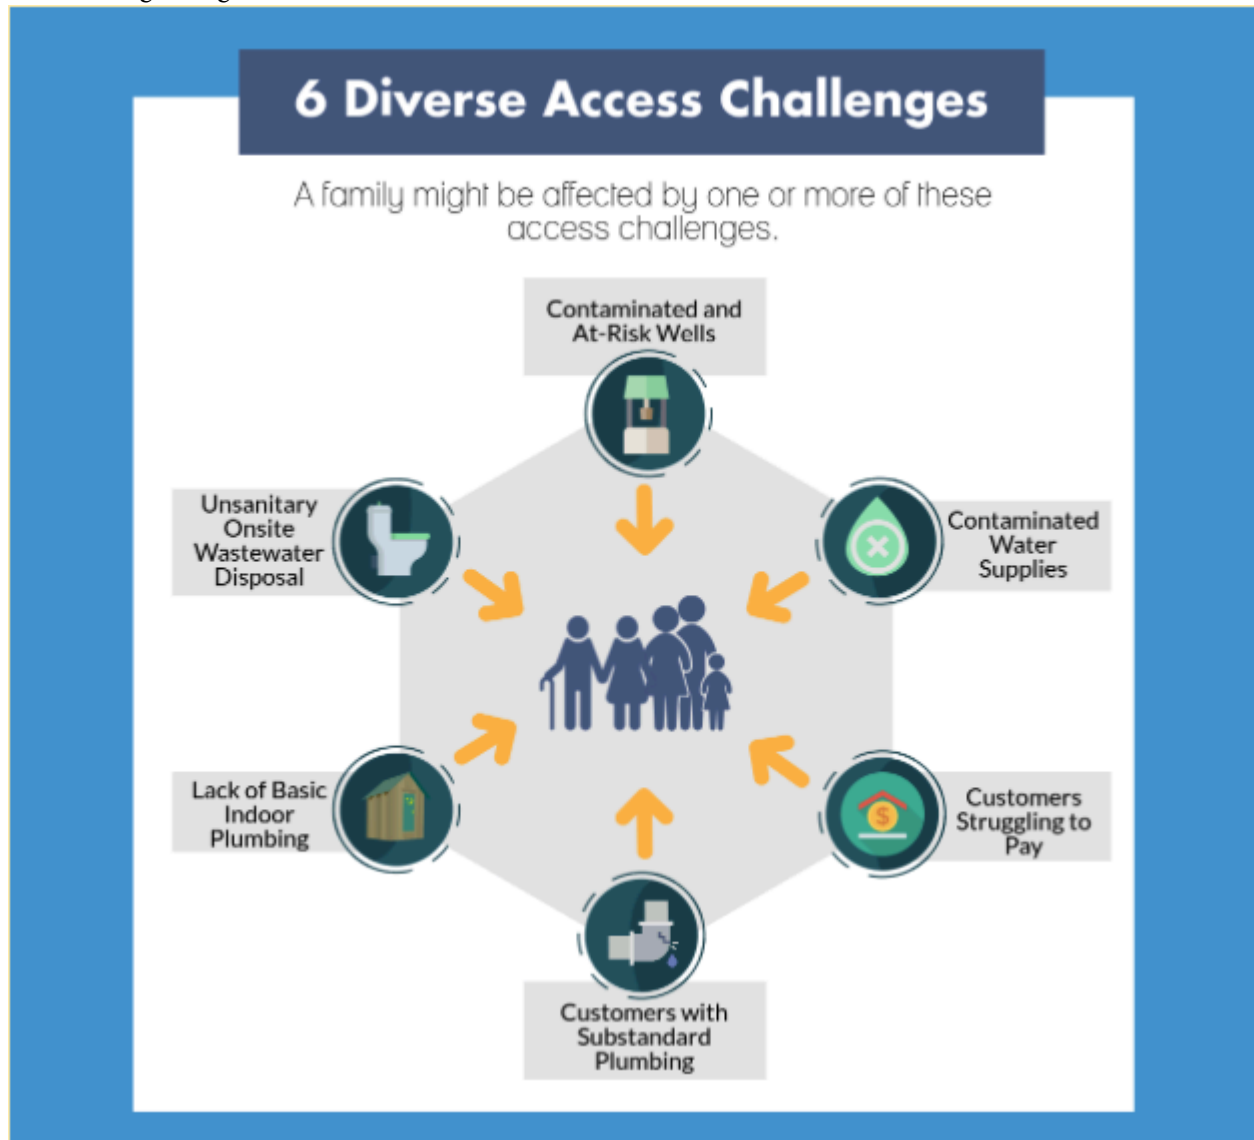 6 Diverse Access Challenges
A family might be affected by one or more of these
access challenges.
Contaminated and
At-Risk Wells
Unsanitary
Onsite
Wastewater
Disposal
Contaminated
Water
Supplies
Lack of Basic
Indoor
Plumbing
Customers
Struggling to
Pay
$
Customers with
Substandard
Plumbing